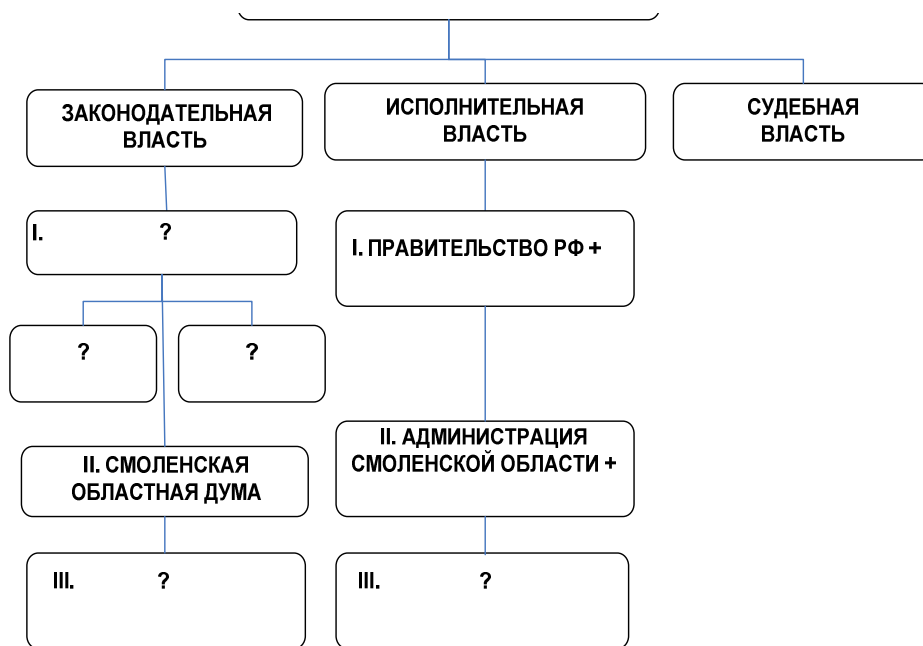 ЗАКОНОДАТЕЛЬНАЯ
ВЛАСТЬ
ИСПОЛНИТЕЛЬНАЯ
ВЛАСТЬ
СУДЕБНАЯ
ВЛАСТЬ
I. ?
I. ПРАВИТЕЛЬСТВО РФ +
?
?
II. СМОЛЕНСКАЯ
ОБЛАСТНАЯ ДУМА
II. АДМИНИСТРАЦИЯ
СМОЛЕНСКОЙ ОБЛАСТИ +
III. ?
III. ?